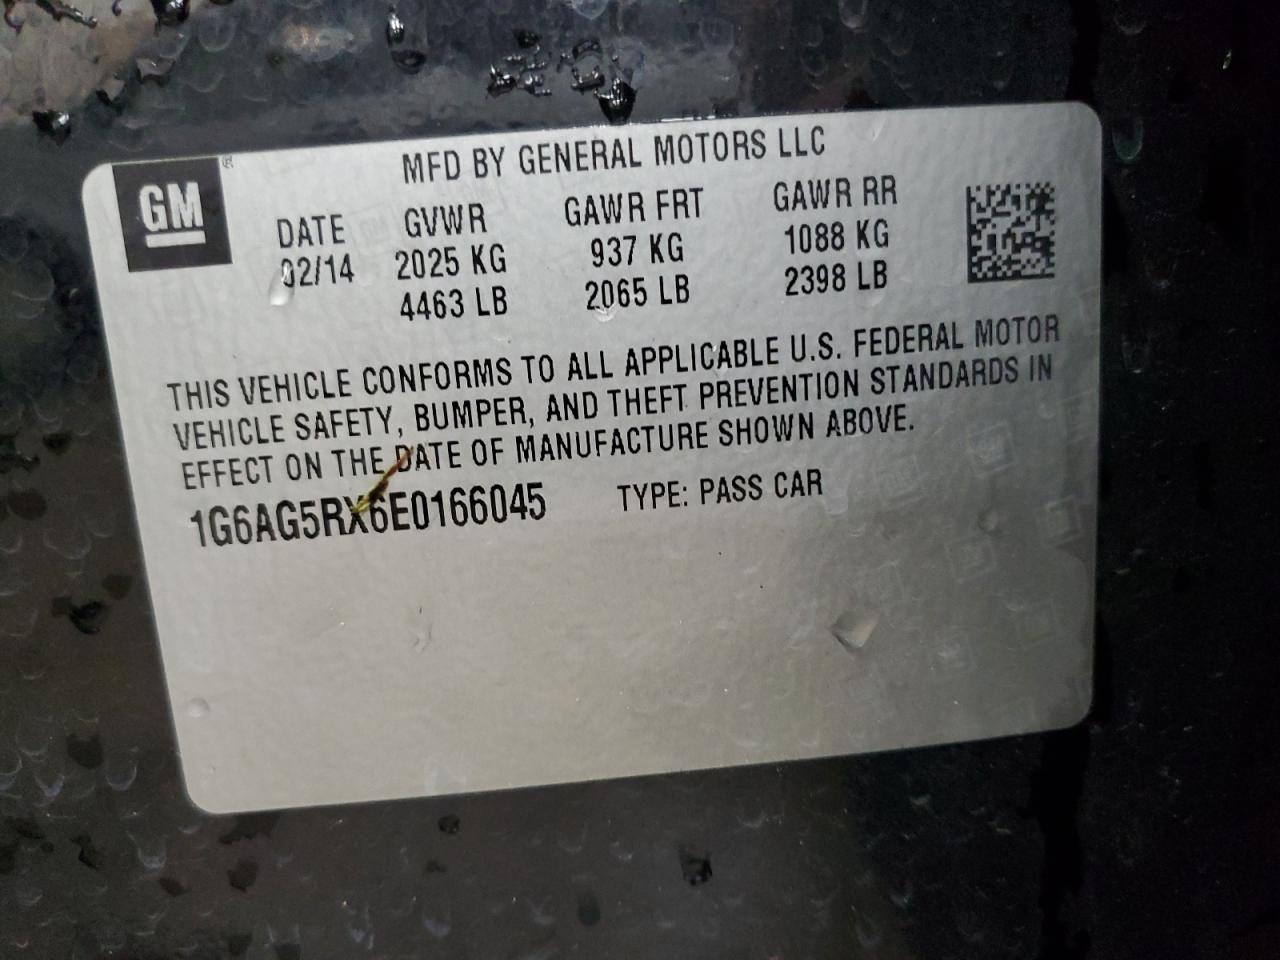 GM®
MFD BY GENERAL MOTORS LLC
DATE GVWR GAWR FRT GAWR RR
02/14 2025 KG 937 KG 1088 KG
4463 LB 2065 LB 2398 LB
THIS VEHICLE CONFORMS TO ALL APPLICABLE U.S. FEDERAL MOTOR
VEHICLE SAFETY, BUMPER, AND THEFT PREVENTION STANDARDS IN
EFFECT ON THE DATE OF MANUFACTURE SHOWN ABOVE.
1G6AG5RX6E0166045 TYPE: PASS CAR